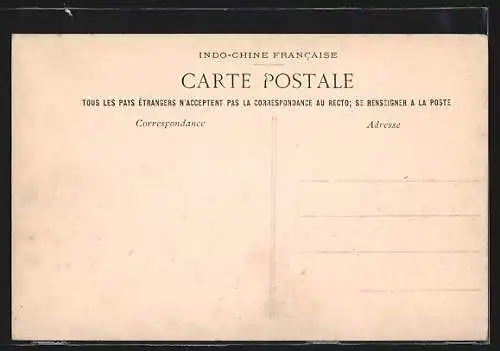 INDO-CHINE FRANÇAISE
CARTE POSTALE
TOUS LES PAYS ÉTRANGERS N'ACCEPTENT PAS LA CORRESPONDANCE AU RECTO; SE RENSEIGNER A LA POSTE
Correspondance
Adresse